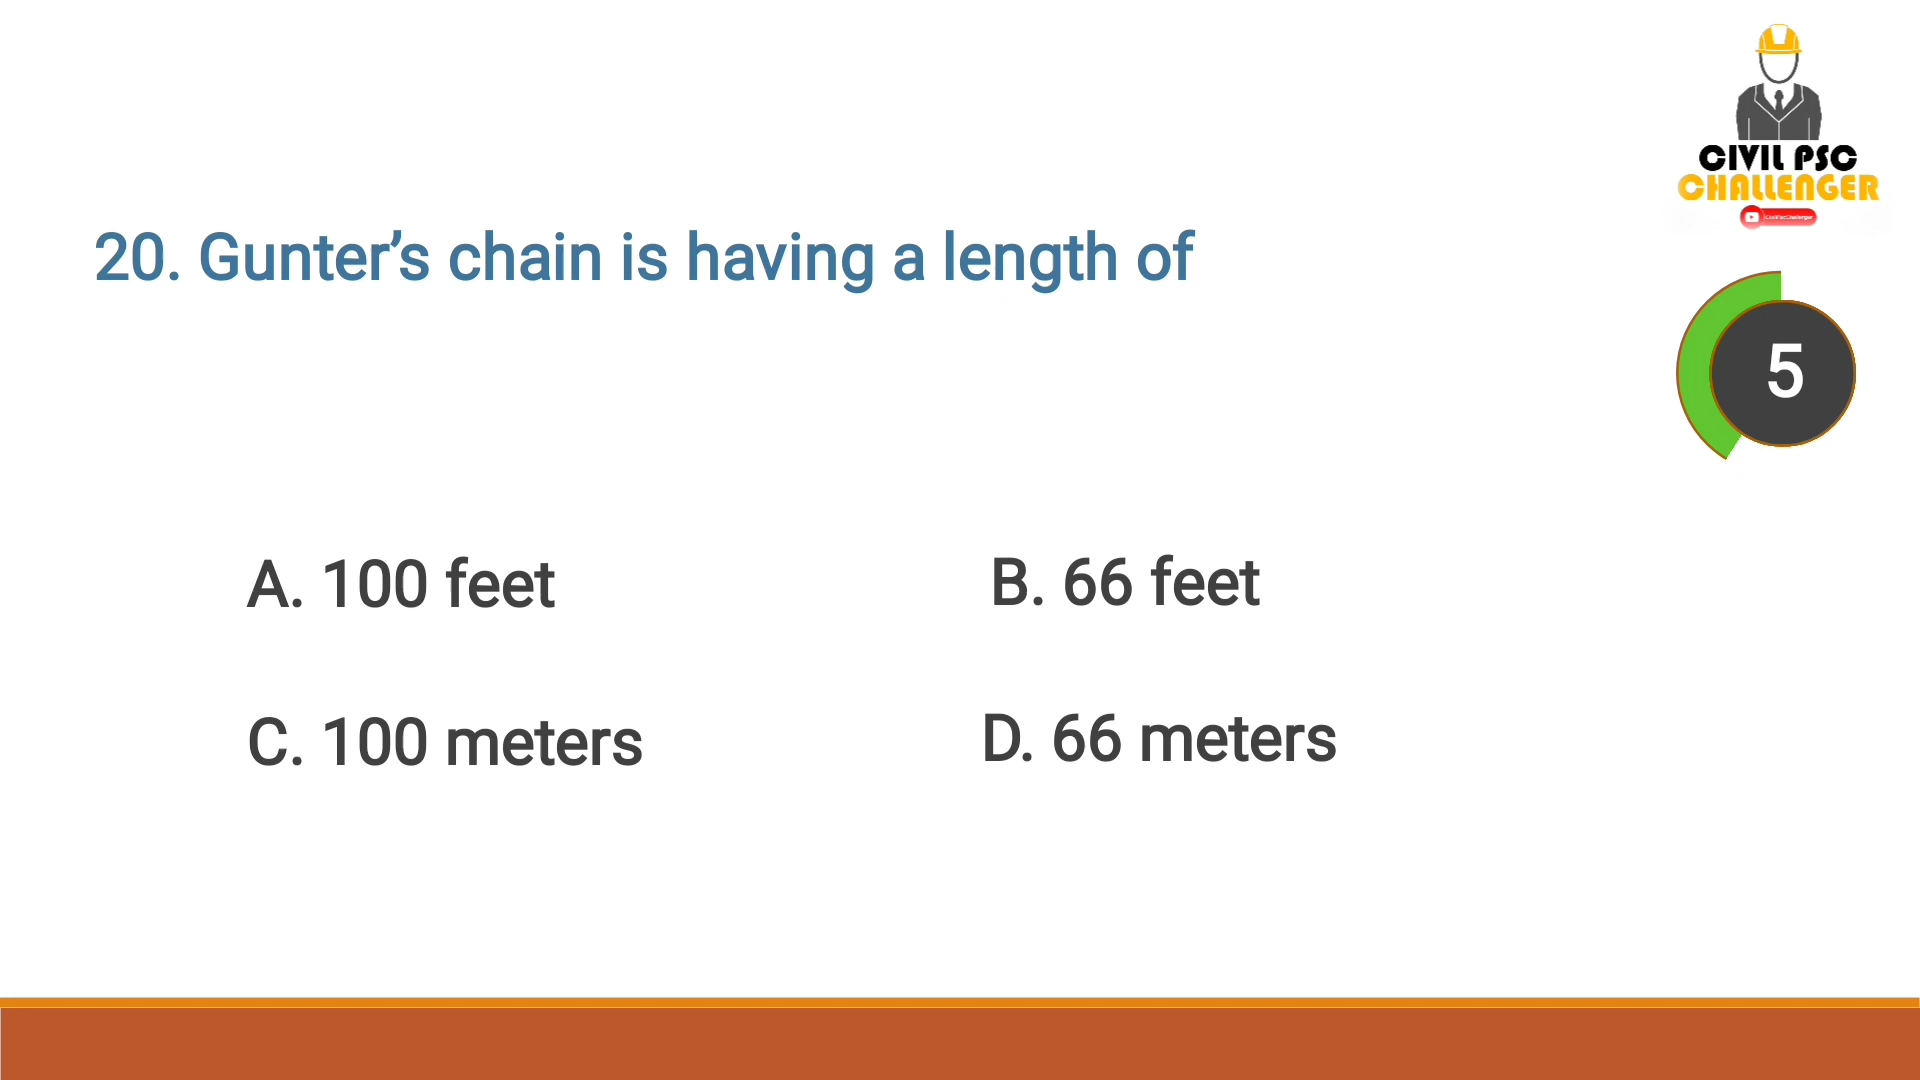 CIVIL PSC
CHALLENGER
20. Gunter’s chain is having a length of
5
A. 100 feet
B. 66 feet
C. 100 meters
D. 66 meters